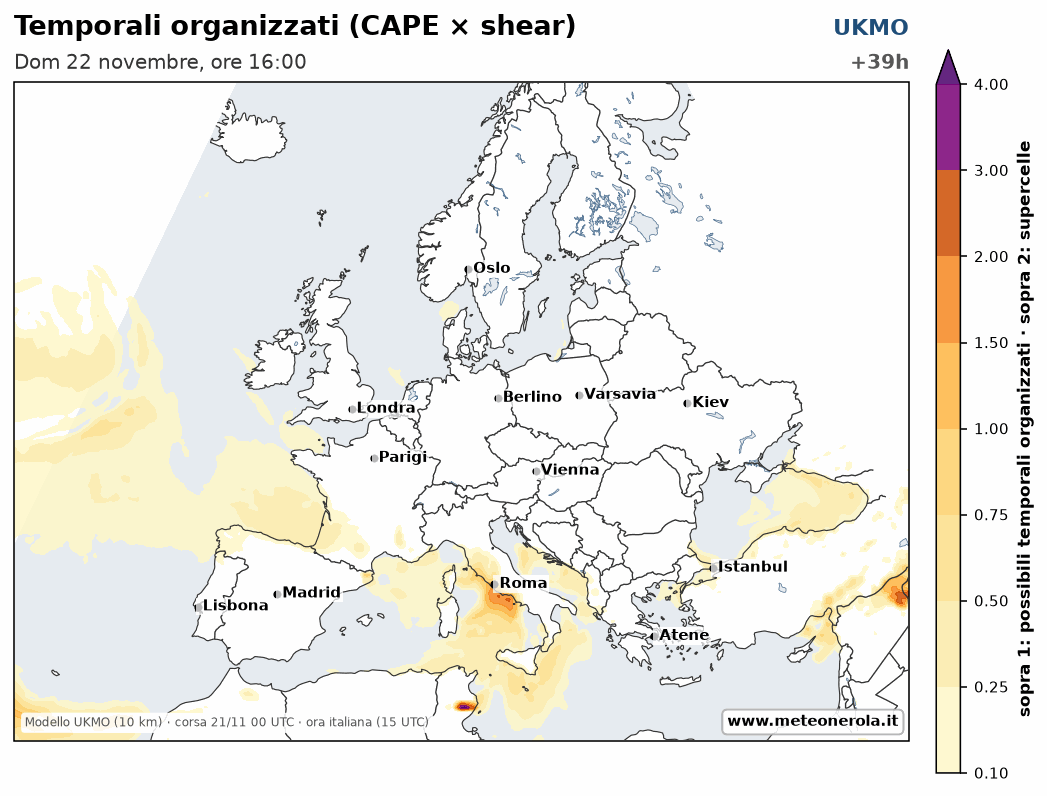 Temporali organizzati (CAPE × shear)
UKMO
Dom 22 novembre, ore 16:00
+39h
Oslo
Londra
Berlino
Varsavia
Kiev
Parigi
Vienna
Roma
Istanbul
Madrid
Lisbona
Atene
Modello UKMO (10 km) · corsa 21/11 00 UTC · ora italiana (15 UTC)
www.meteonerola.it
4.00
3.00
2.00
1.50
1.00
0.75
0.50
0.25
0.10
sopra 1: possibili temporali organizzati · sopra 2: supercelle